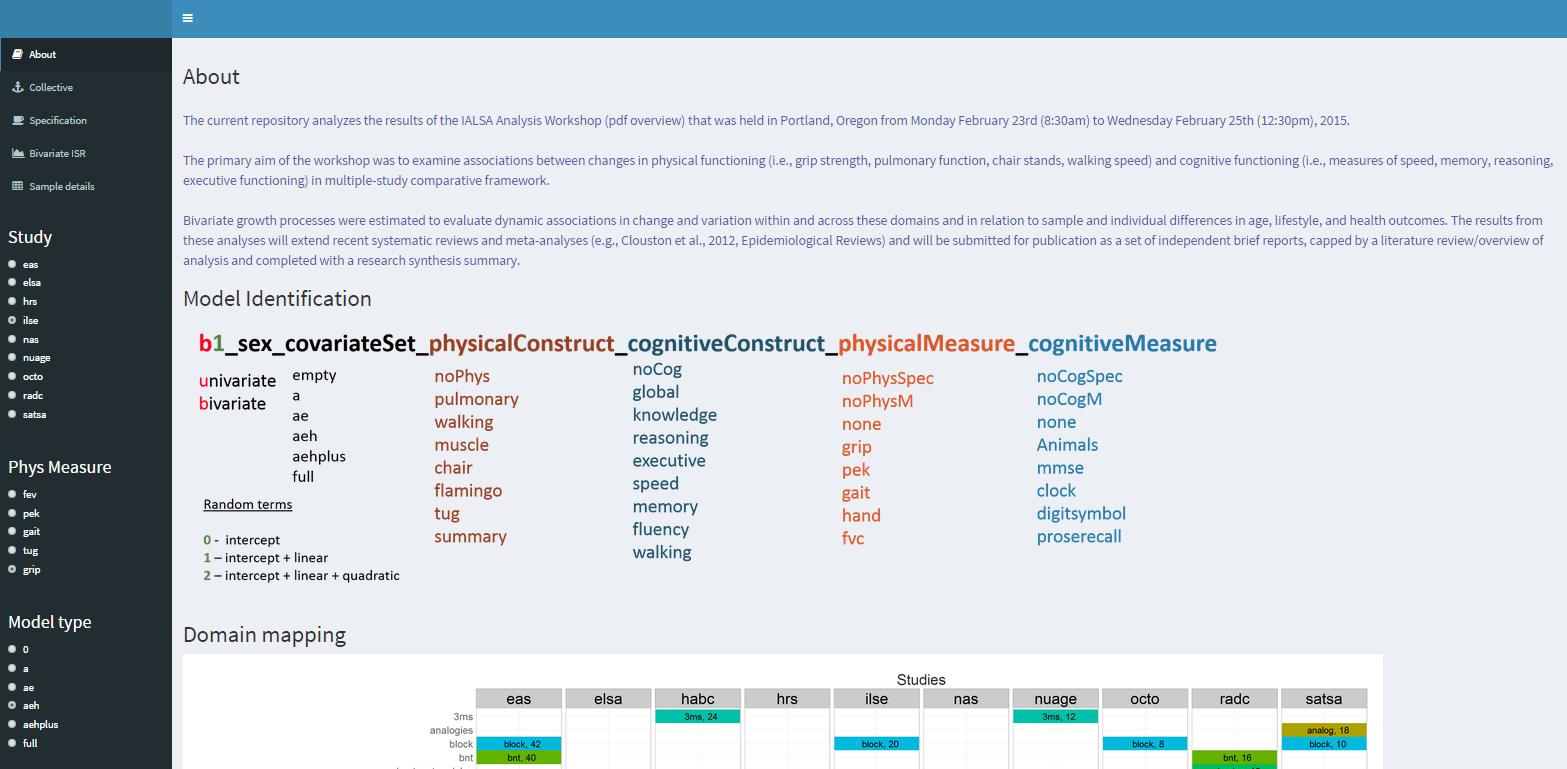 About
Collective
Specification
Bivariate ISR
Sample details
Study
eas
elsa
hrs
ilse
nas
nuage
octo
radc
satsa
Phys Measure
fev
pek
gait
tug
grip
Model type
0
a
ae
aeh
aehplus
full
About
The current repository analyzes the results of the IALSA Analysis Workshop (pdf overview) that was held in Portland, Oregon from Monday February 23rd (8:30am) to Wednesday February 25th (12:30pm), 2015.
The primary aim of the workshop was to examine associations between changes in physical functioning (i.e., grip strength, pulmonary function, chair stands, walking speed) and cognitive functioning (i.e., measures of speed, memory, reasoning,
executive functioning) in multiple-study comparative framework.
Bivariate growth processes were estimated to evaluate dynamic associations in change and variation within and across these domains and in relation to sample and individual differences in age, lifestyle, and health outcomes. The results from
these analyses will extend recent systematic reviews and meta-analyses (e.g., Clouston et al., 2012, Epidemiological Reviews) and will be submitted for publication as a set of independent brief reports, capped by a literature review/overview of
analysis and completed with a research synthesis summary.
Model Identification
b1_sex_covariateSet_physicalConstruct_cognitiveConstruct_physicalMeasure_cognitiveMeasure
univariate
bivariate
empty
a
ae
aeh
aehplus
full
Random terms
0 - intercept
1 – intercept + linear
2 – intercept + linear + quadratic
noPhys
pulmonary
walking
muscle
chair
flamingo
tug
summary
noCog
global
knowledge
reasoning
executive
speed
memory
fluency
walking
noPhysSpec
noPhysM
none
grip
pek
gait
hand
fvc
noCogSpec
noCogM
none
Animals
mmse
clock
digitsymbol
proserecall
Domain mapping
Studies
eas elsa habc hrs ilse nas nuage octo radc satsa
3ms 3ms, 24 3ms, 12
analogies analog, 18
block block, 42 block, 20 block, 8 block, 10
bnt bnt, 40 bnt, 16